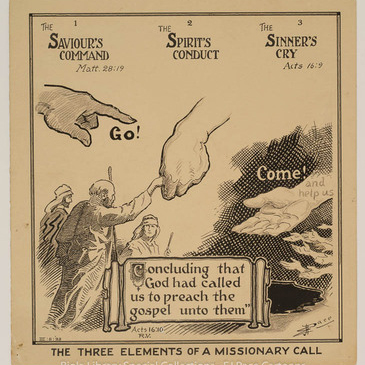 1
THE
SAVIOUR'S
COMMAND
Matt. 28:19
2
THE
SPIRIT'S
CONDUCT
3
THE
SINNER'S
CRY
Acts 16:9
Go!
Come!
and
help us
Concluding that
God had called
us to preach the
gospel unto them"
Acts 16:10
R.V.
THE THREE ELEMENTS OF A MISSIONARY CALL